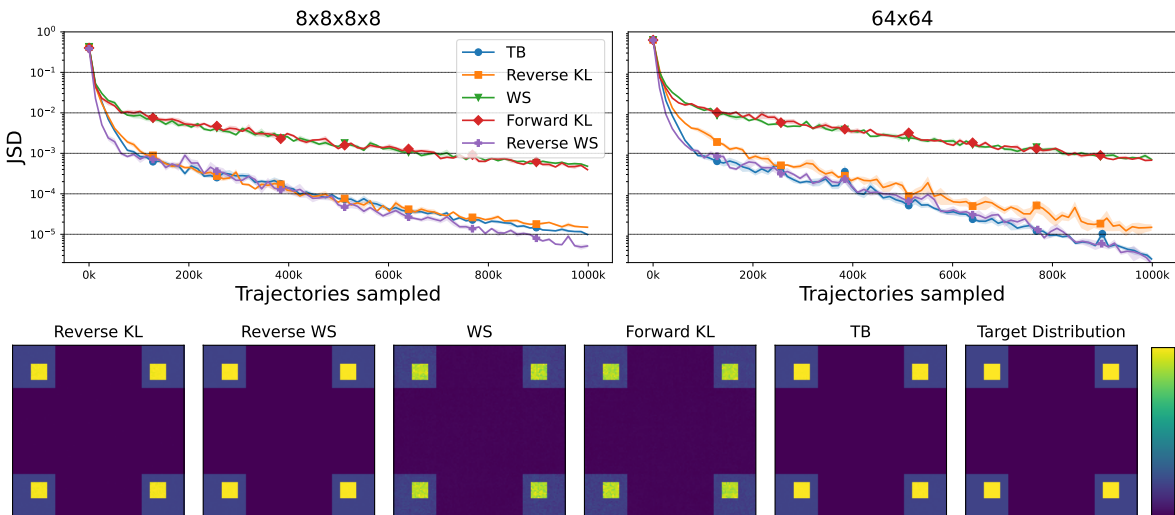 8x8x8x8
64x64
JSD
10⁰
10⁻¹
10⁻²
10⁻³
10⁻⁴
10⁻⁵
TB
Reverse KL
WS
Forward KL
Reverse WS
0k 200k 400k 600k 800k 1000k
0k 200k 400k 600k 800k 1000k
Trajectories sampled
Trajectories sampled
Reverse KL
Reverse WS
WS
Forward KL
TB
Target Distribution